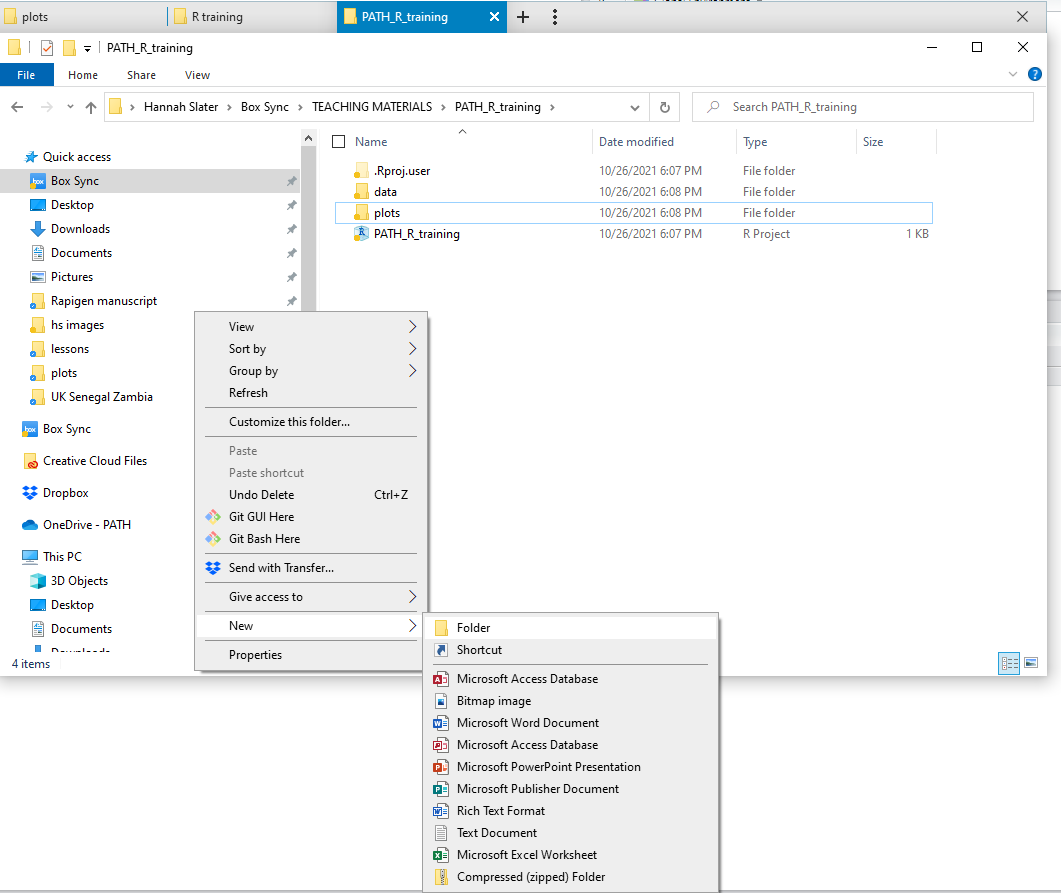 plots
R training
PATH_R_training
PATH_R_training
File
Home
Share
View
Hannah Slater
Box Sync
TEACHING MATERIALS
PATH_R_training
Search PATH_R_training
Name
Date modified
Type
Size
.Rproj.user
10/26/2021 6:07 PM
File folder
data
10/26/2021 6:08 PM
File folder
plots
10/26/2021 6:08 PM
File folder
PATH_R_training
10/26/2021 6:07 PM
R Project
1 KB
Quick access
Box Sync
Desktop
Downloads
Documents
Pictures
Rapigen manuscript
hs images
lessons
plots
UK Senegal Zambia
Box Sync
Creative Cloud Files
Dropbox
OneDrive - PATH
This PC
3D Objects
Desktop
Documents
Downloads
4 items
View
Sort by
Group by
Refresh
Customize this folder...
Paste
Paste shortcut
Undo Delete
Ctrl+Z
Git GUI Here
Git Bash Here
Send with Transfer...
Give access to
New
Properties
Folder
Shortcut
Microsoft Access Database
Bitmap image
Microsoft Word Document
Microsoft Access Database
Microsoft PowerPoint Presentation
Microsoft Publisher Document
Rich Text Format
Text Document
Microsoft Excel Worksheet
Compressed (zipped) Folder